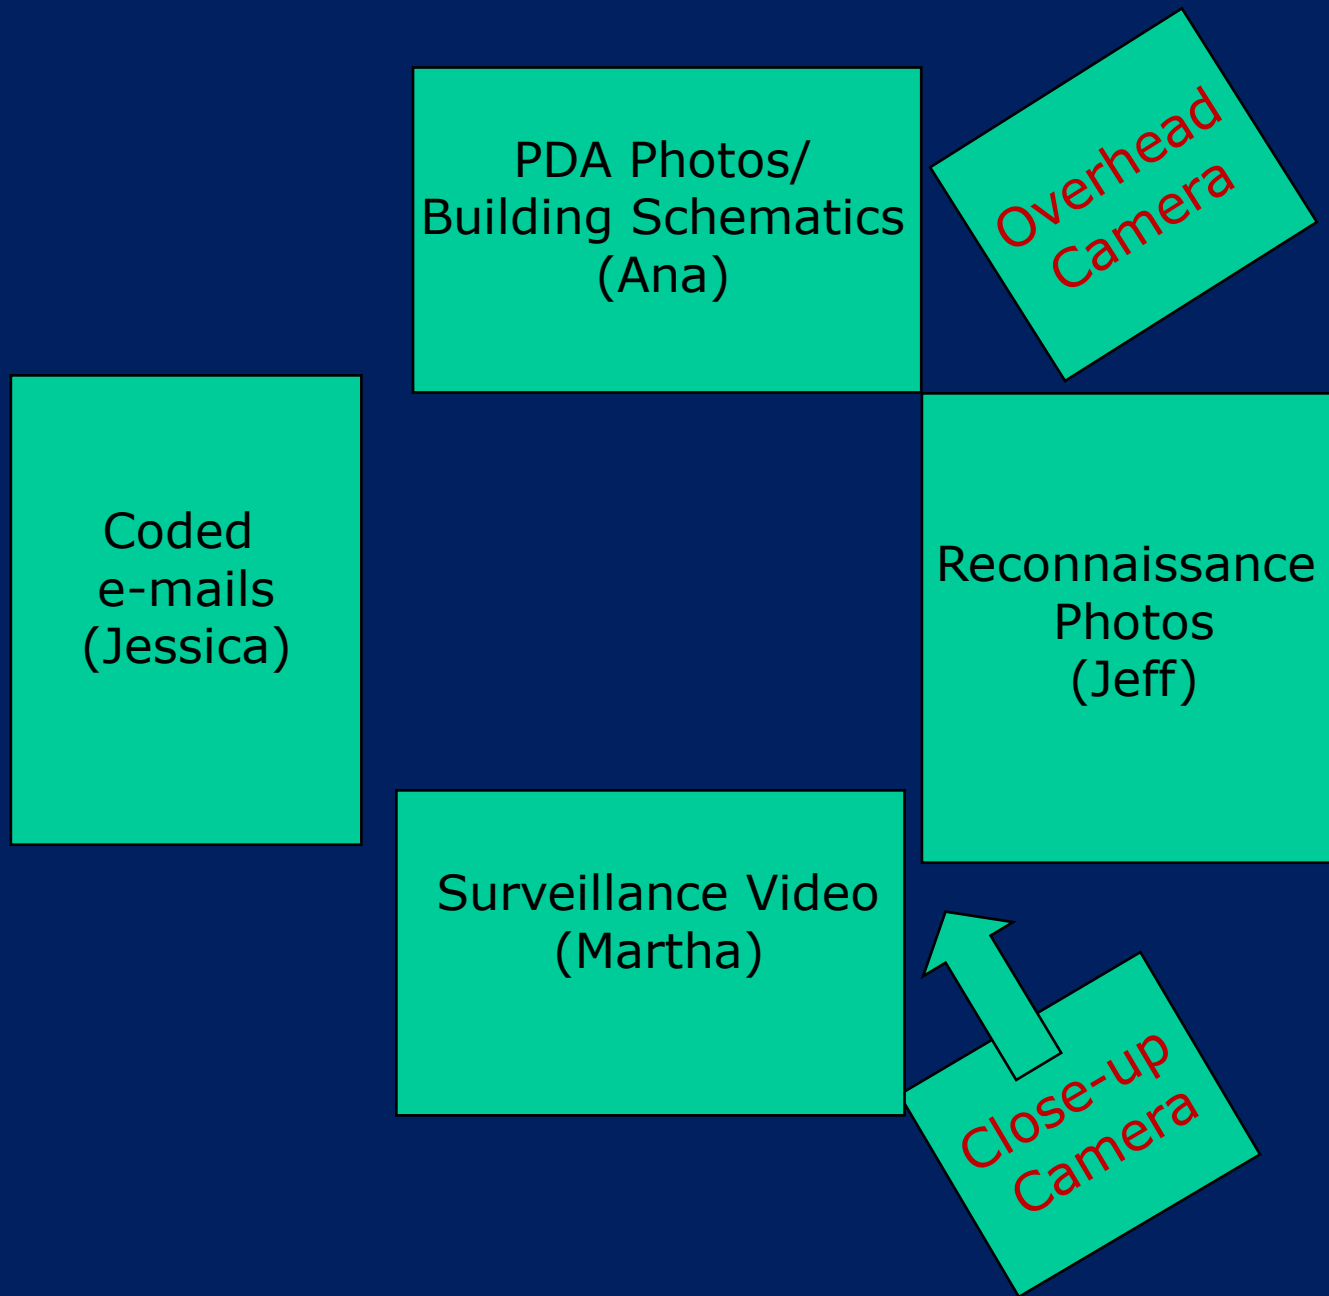 PDA Photos/
Building Schematics
(Ana)
Overhead
Camera
Coded
e-mails
(Jessica)
Reconnaissance
Photos
(Jeff)
Surveillance Video
(Martha)
Close-up
Camera